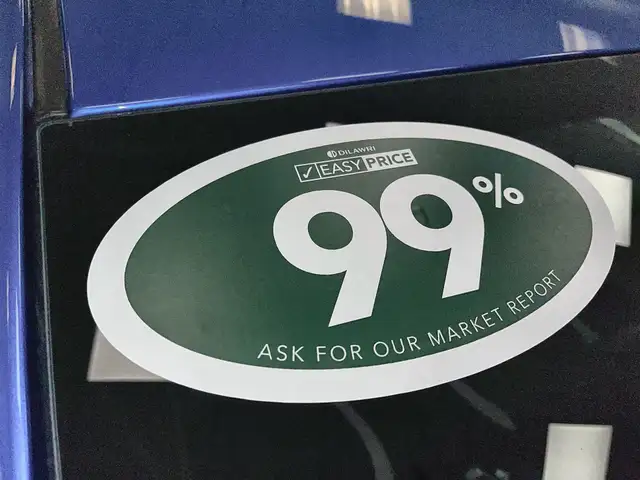 DILAWRI
✓ EASY PRICE
99%
ASK FOR OUR MARKET REPORT